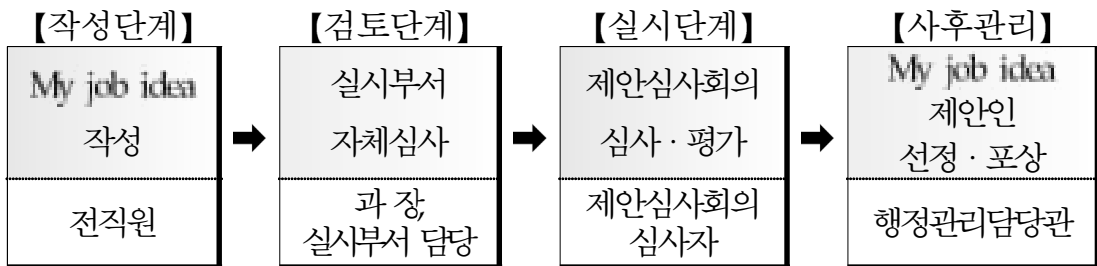 【작성단계】
My job idea
작성
전직원
【검토단계】
실시부서
자체심사
과 장,
실시부서 담당
【실시단계】
제안심사회의
심사 · 평가
제안심사회의
심사자
【사후관리】
My job idea
제안인
선정 · 포상
행정관리담당관